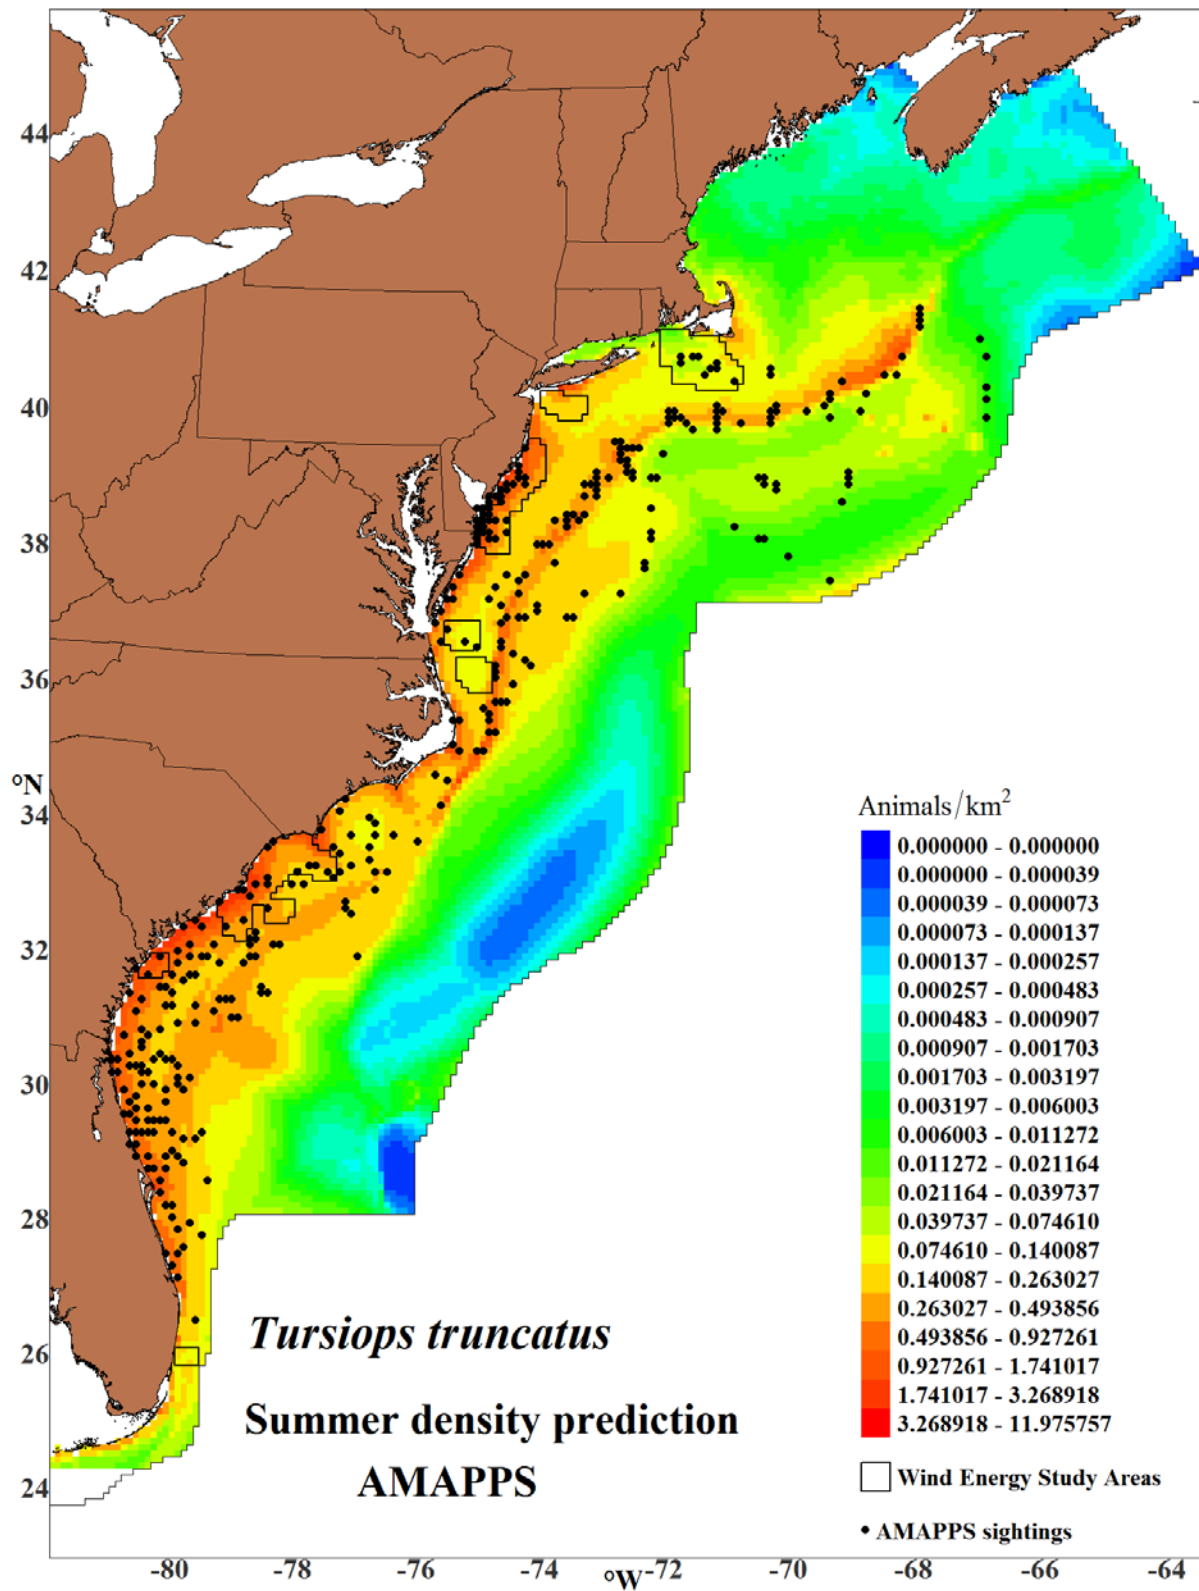 44
42
40
38
36
°N
34
32
30
28
26
24
Animals/km²
0.000000 - 0.000000
0.000000 - 0.000039
0.000039 - 0.000073
0.000073 - 0.000137
0.000137 - 0.000257
0.000257 - 0.000483
0.000483 - 0.000907
0.000907 - 0.001703
0.001703 - 0.003197
0.003197 - 0.006003
0.006003 - 0.011272
0.011272 - 0.021164
0.021164 - 0.039737
0.039737 - 0.074610
0.074610 - 0.140087
0.140087 - 0.263027
0.263027 - 0.493856
0.493856 - 0.927261
0.927261 - 1.741017
1.741017 - 3.268918
3.268918 - 11.975757
Wind Energy Study Areas
AMAPPS sightings
Tursiops truncatus
Summer density prediction
AMAPPS
-80 -78 -76 -74 -72 -70 -68 -66 -64
°W